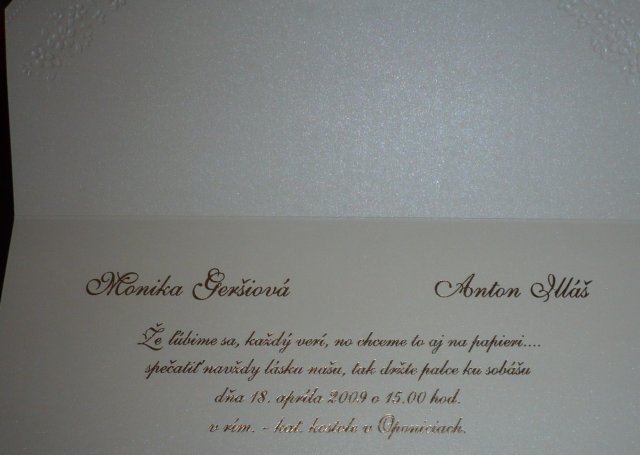 Monika Geršiová Anton Illáš
Že ľúbime sa, každý verí, no chceme to aj na papieri....
spečatiť navždy lásku našu, tak držte palce ku sobášu
dňa 18. apríla 2009 o 15.00 hod.
v rím. - kat. kostole v Oponiciach.